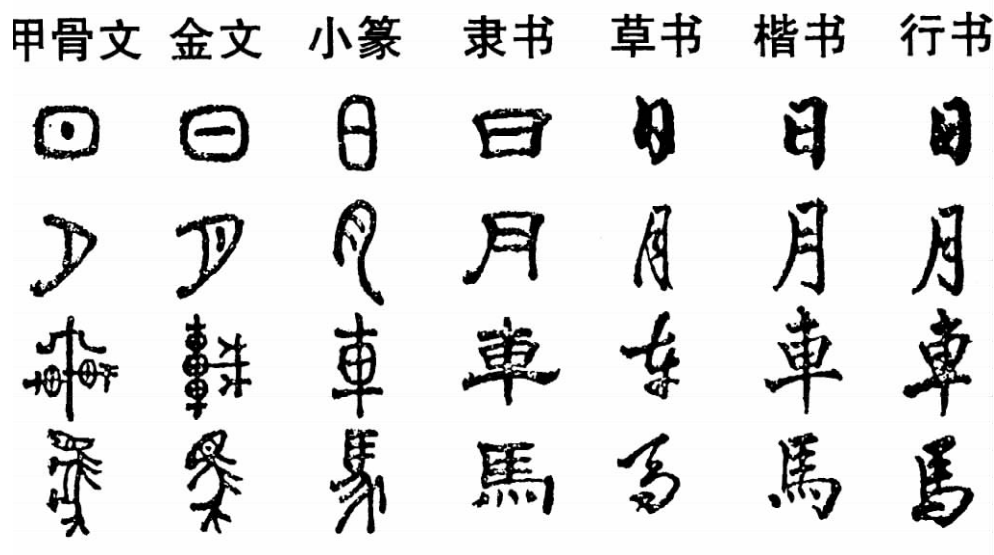 甲骨文 金文 小篆 隶书 草书 楷书 行书
日 日 日 日 日 日 日
月 月 月 月 月 月 月
車 車 車 車 车 車 車
馬 馬 馬 馬 马 馬 馬